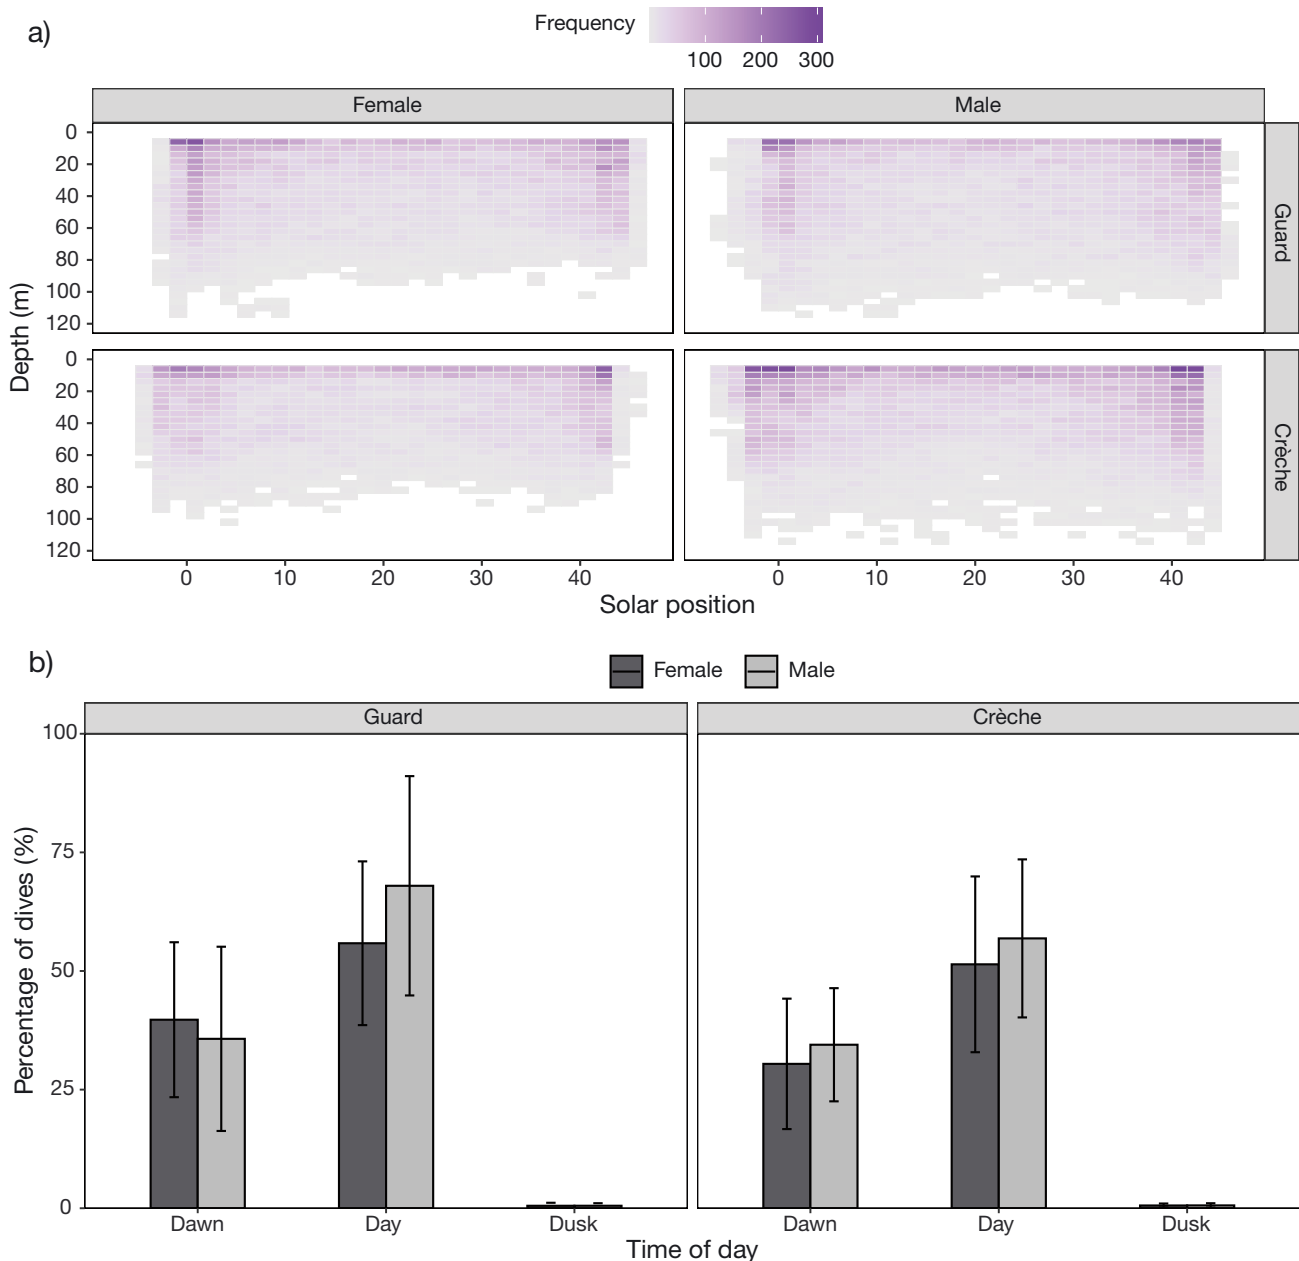 a)
Frequency
100 200 300
Female Male
0
20
40
60
80
100
120
Guard
Depth (m)
0
20
40
60
80
100
120
Crèche
0 10 20 30 40 0 10 20 30 40
Solar position
b)
Female Male
Guard Crèche
100
75
50
25
0
Percentage of dives (%)
Dawn Day Dusk Dawn Day Dusk
Time of day